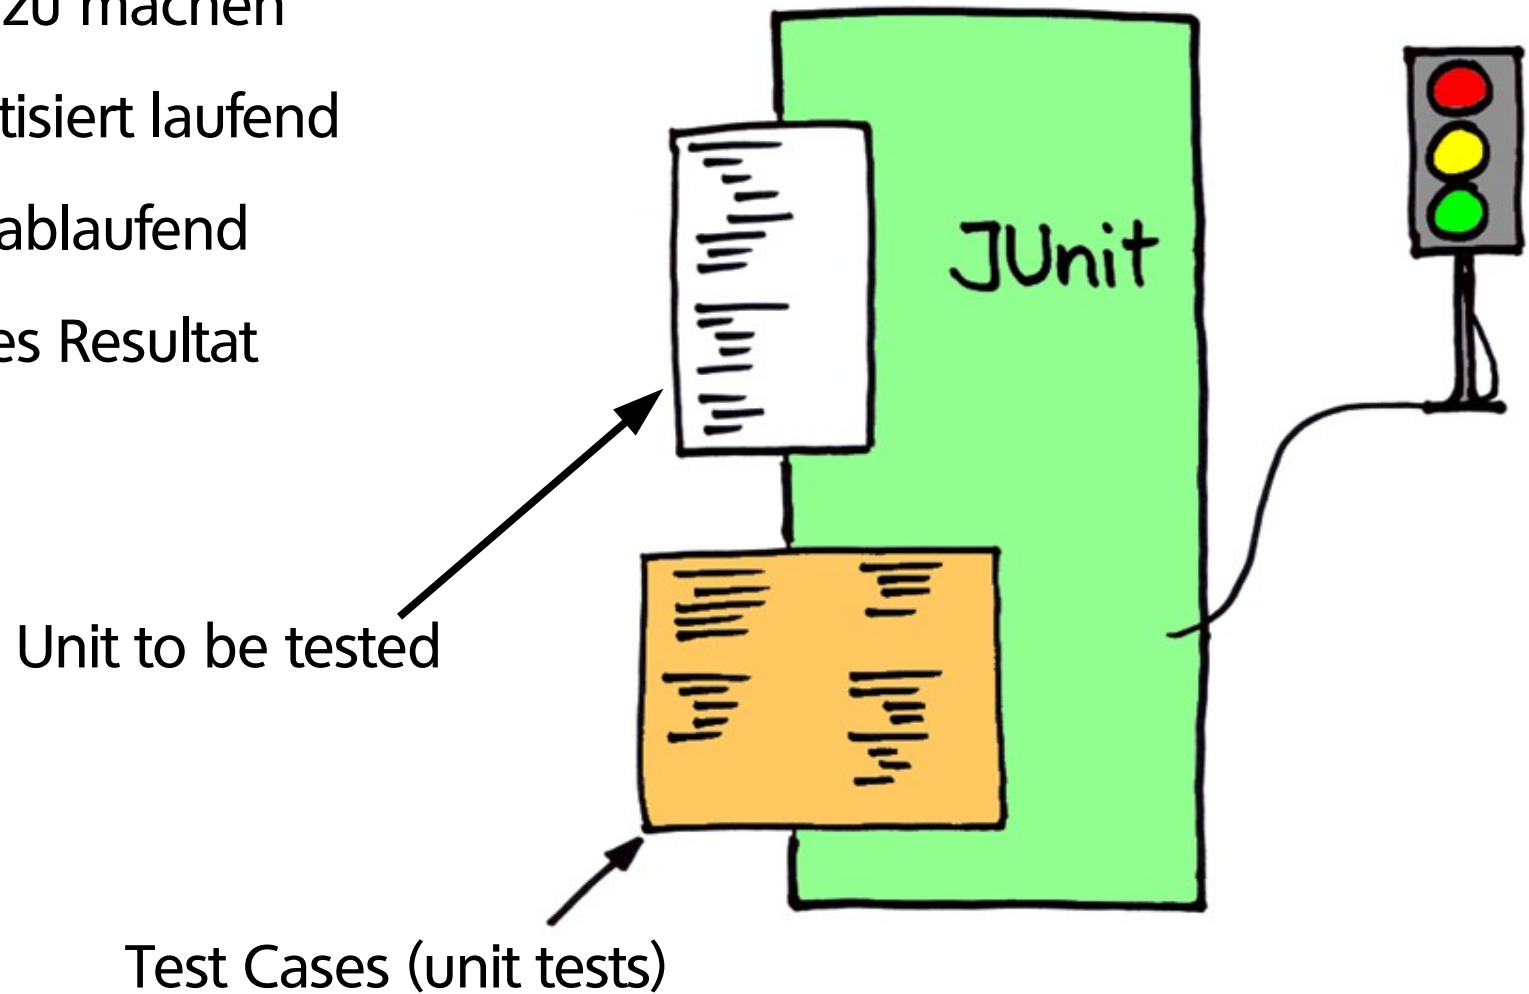 zu machen
tisiert laufend
ablaufend
es Resultat
JUnit
Unit to be tested
Test Cases (unit tests)